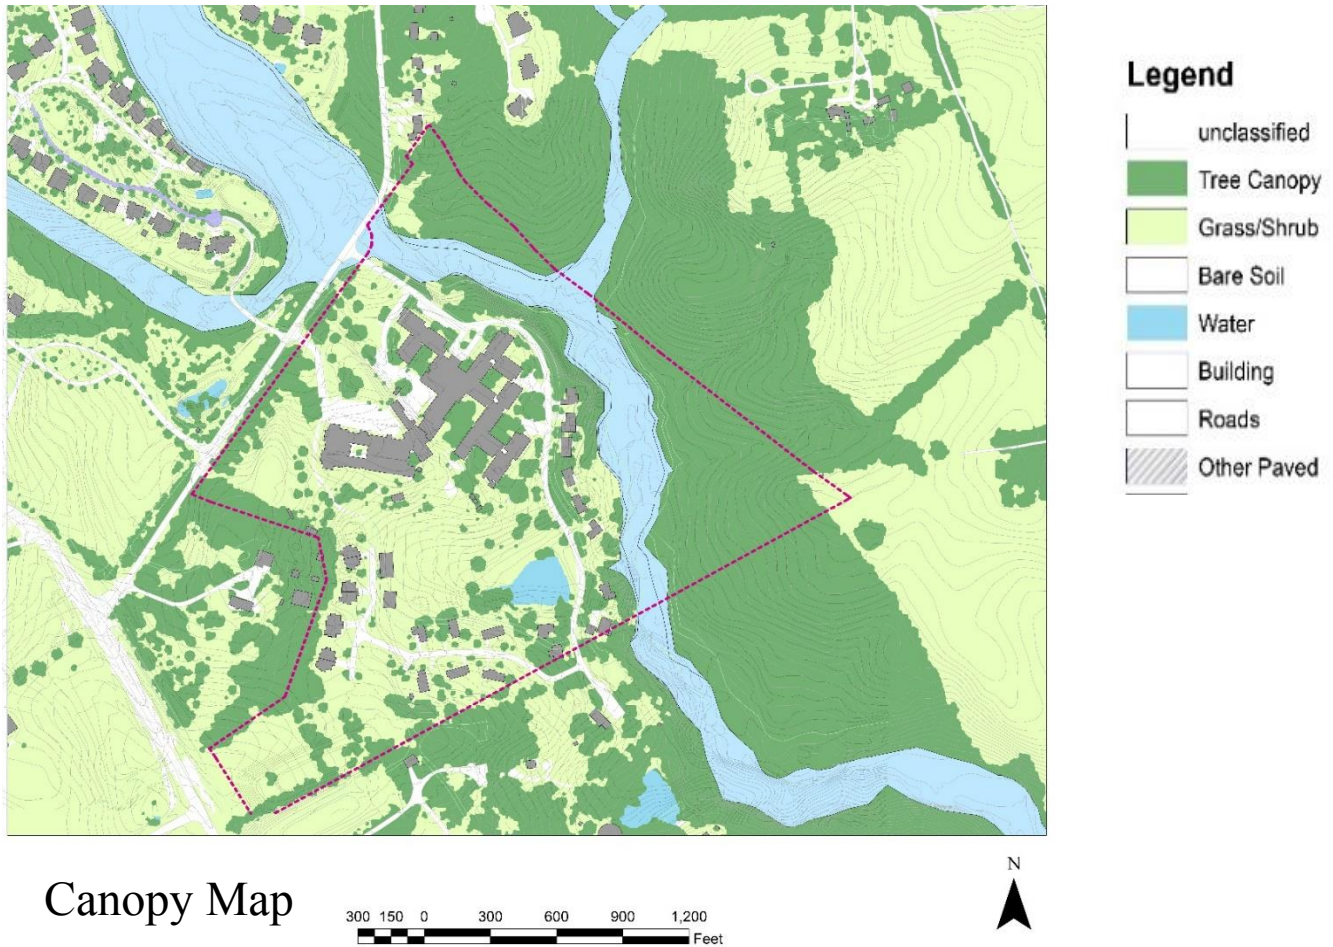 Legend
unclassified
Tree Canopy
Grass/Shrub
Bare Soil
Water
Building
Roads
Other Paved
N
Canopy Map
300 150 0 300 600 900 1,200
Feet